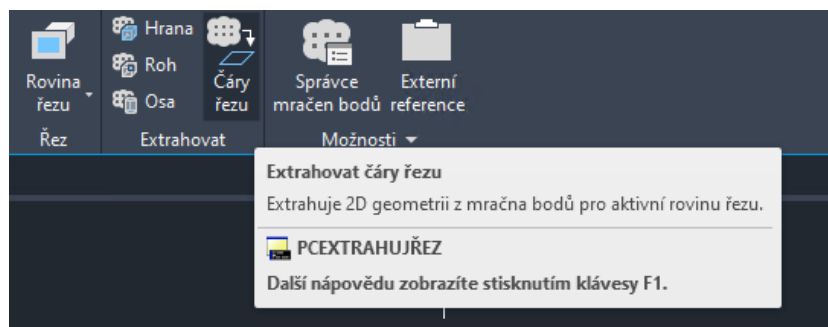 Hrana
Roh
Osa
Rovina
řezu
Čáry
řezu
Správce
mračen bodů
Externí
reference
Řez
Extrahovat
Možnosti
Extrahovat čáry řezu
Extrahuje 2D geometrii z mračna bodů pro aktivní rovinu řezu.
PCEXTRAHUJŘEZ
Další nápovědu zobrazíte stisknutím klávesy F1.